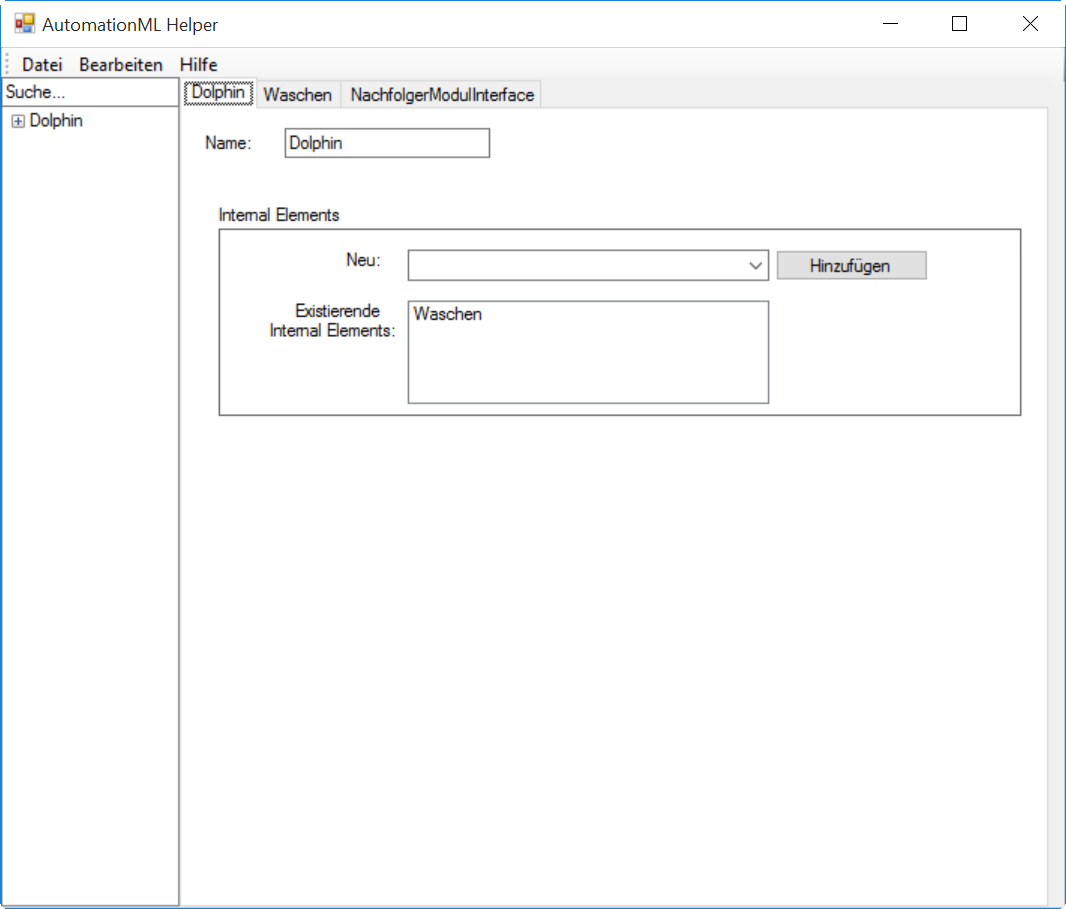 AutomationML Helper
Datei Bearbeiten Hilfe
Suche...
Dolphin
Dolphin Waschen NachfolgerModulInterface
Name: Dolphin
Internal Elements
Neu: Hinzufügen
Existierende
Internal Elements:
Waschen